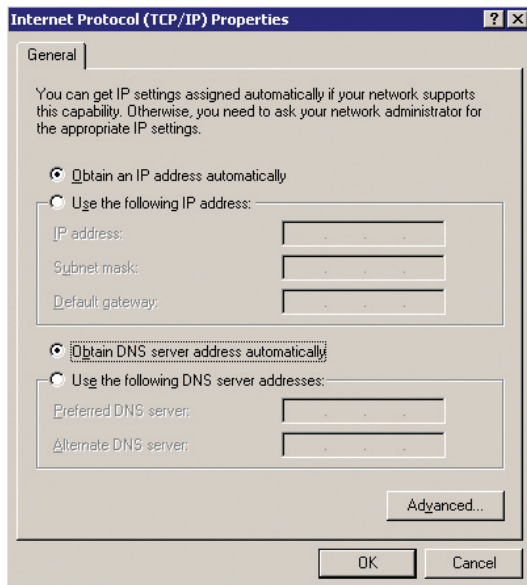 Internet Protocol (TCP/IP) Properties
General
You can get IP settings assigned automatically if your network supports
this capability. Otherwise, you need to ask your network administrator for
the appropriate IP settings.
Obtain an IP address automatically
Use the following IP address:
IP address:
Subnet mask:
Default gateway:
Obtain DNS server address automatically
Use the following DNS server addresses:
Preferred DNS server:
Alternate DNS server:
Advanced...
OK
Cancel